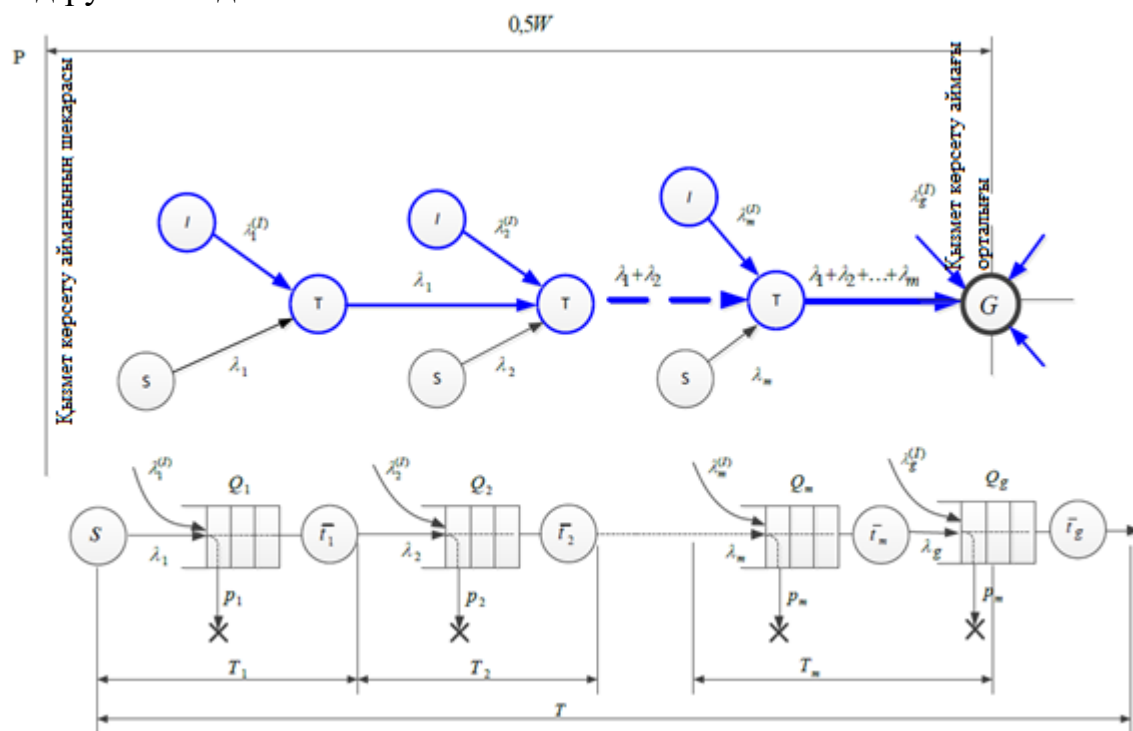 0,5W
P
Қызмет көрсету айманының шекарасы
Қызмет көрсету аймағы
орталығы
I
I
I
λ₁⁽ᴵ⁾
λ₂⁽ᴵ⁾
λₘ⁽ᴵ⁾
λg⁽ᴵ⁾
T
λ₁
T
λ₁+λ₂
T
λ₁+λ₂+...+λₘ
G
S
λ₁
S
λ₂
S
λₘ
λ₁⁽ᴵ⁾
Q₁
λ₂⁽ᴵ⁾
Q₂
λₘ⁽ᴵ⁾
Qₘ
λg⁽ᴵ⁾
Qg
S
λ₁
t̄₁
λ₂
t̄₂
λₘ
t̄ₘ
λg
t̄g
p₁
p₂
pₘ
pₘ
T₁
T₂
Tₘ
T